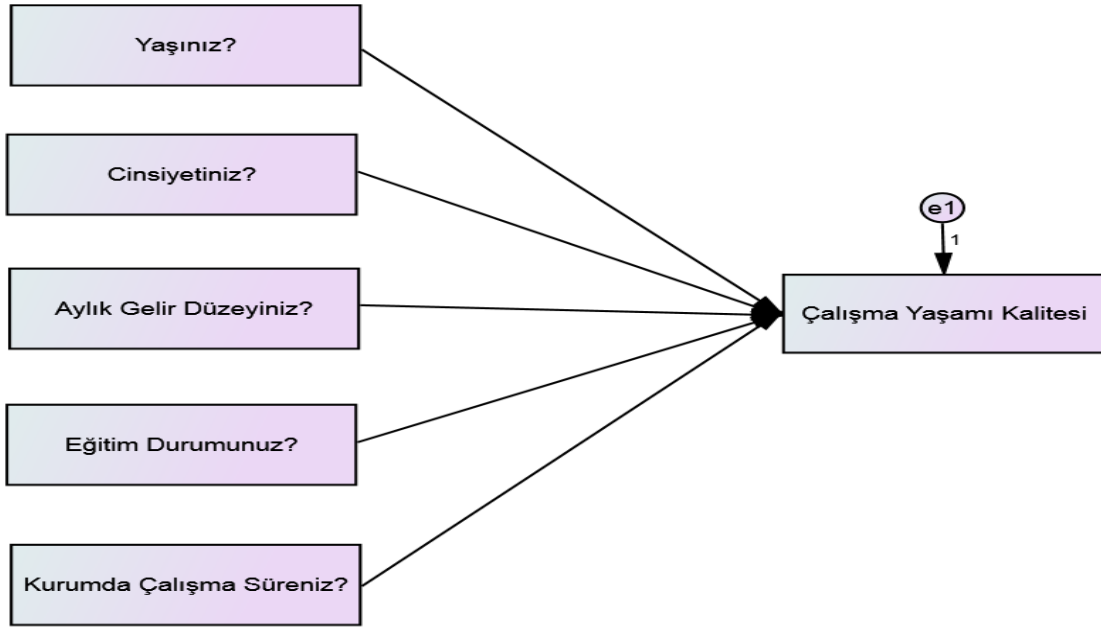 Yaşınız?
Cinsiyetiniz?
e1
1
Aylık Gelir Düzeyiniz?
Çalışma Yaşamı Kalitesi
Eğitim Durumunuz?
Kurumda Çalışma Süreniz?